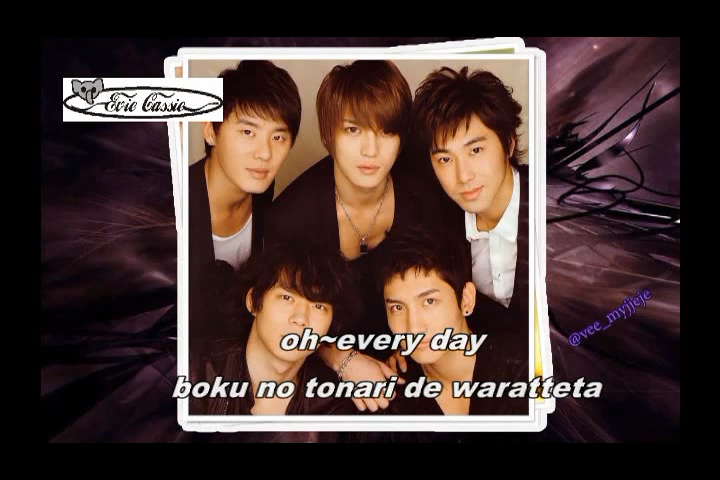 Evie Cassie
@vee_myjjeje
oh~every day
boku no tonari de waratteta